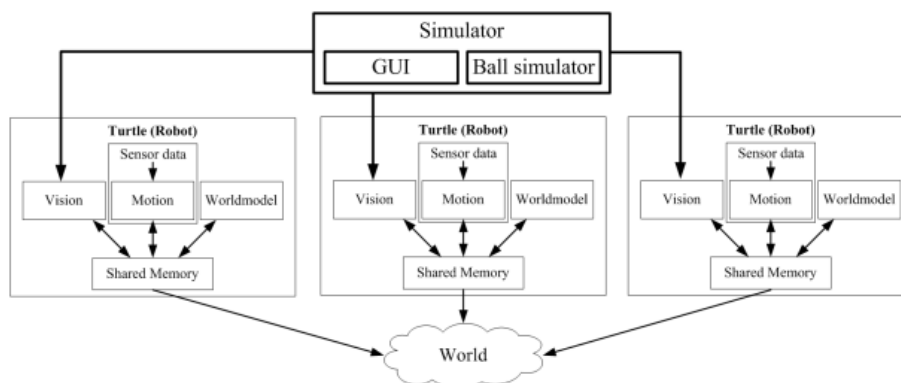 Simulator
GUI Ball simulator
Turtle (Robot) Turtle (Robot) Turtle (Robot)
Sensor data Sensor data Sensor data
Vision Motion Worldmodel Vision Motion Worldmodel Vision Motion Worldmodel
Shared Memory Shared Memory Shared Memory
World